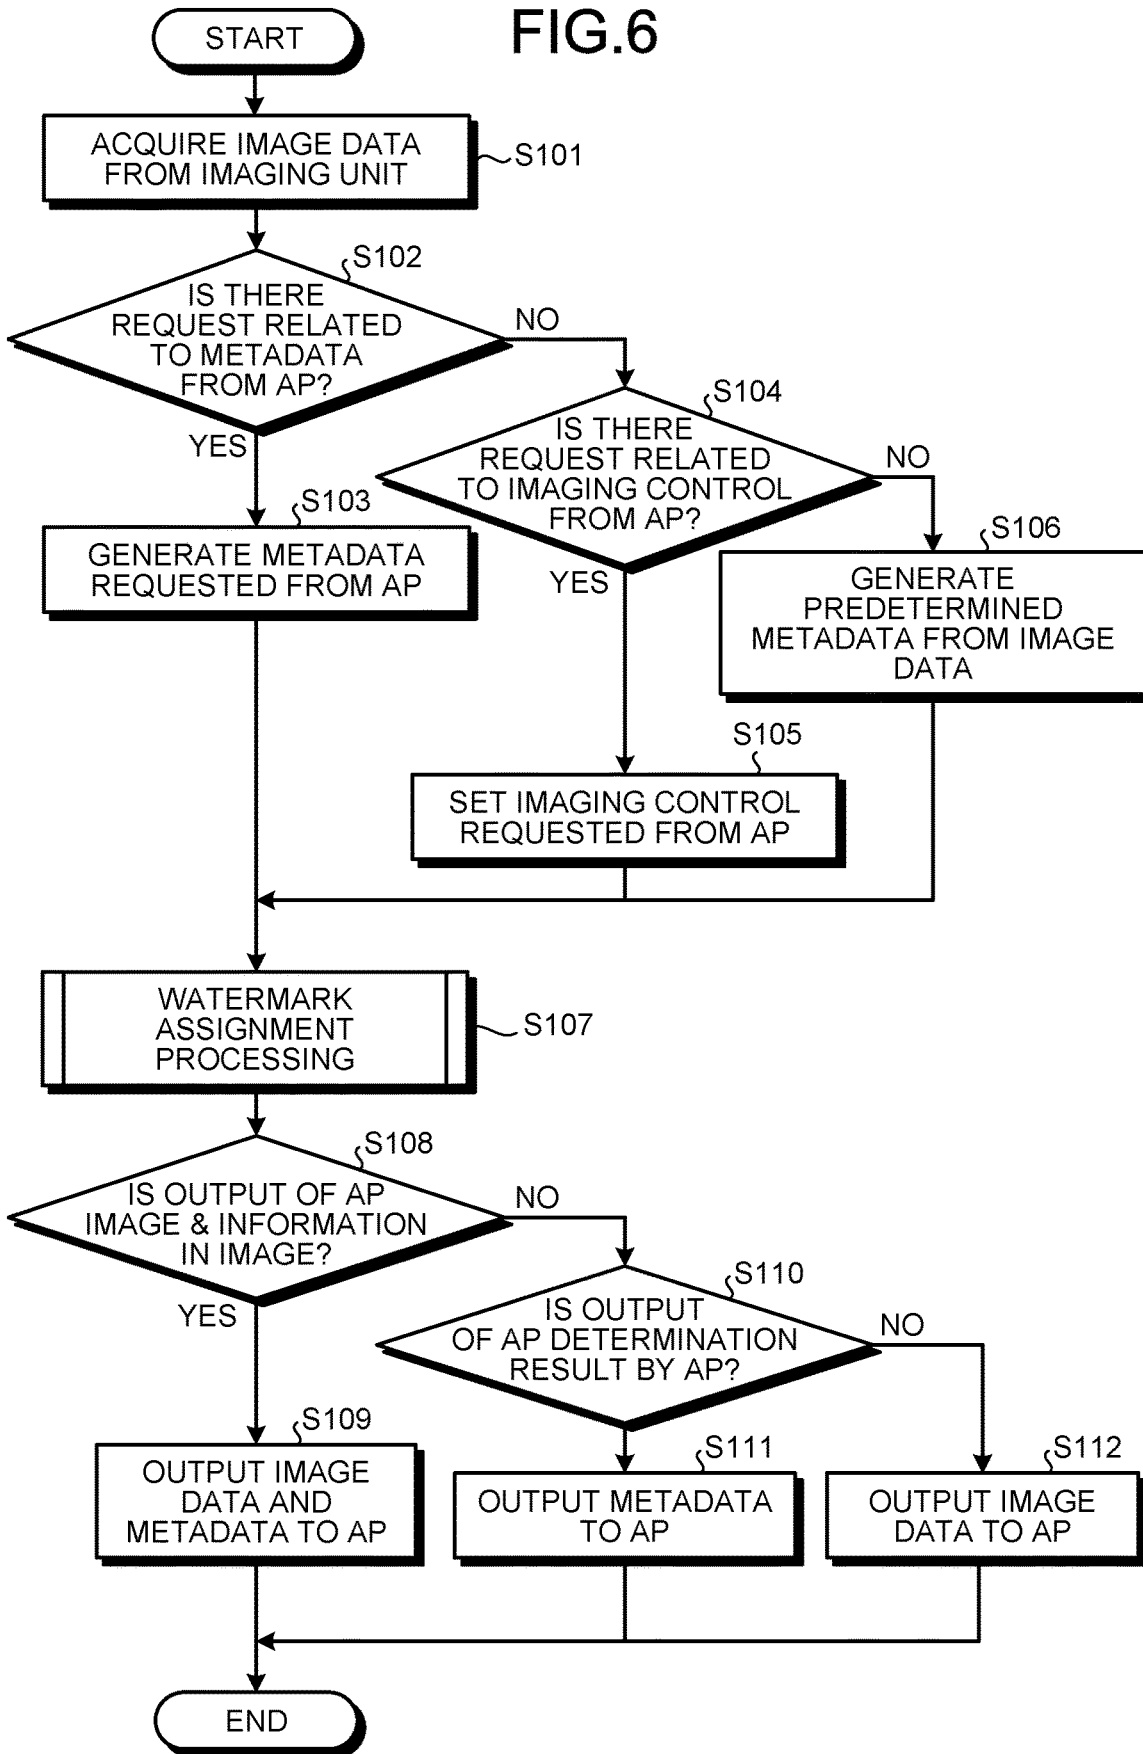 FIG.6
START
ACQUIRE IMAGE DATA
FROM IMAGING UNIT
S101
S102
IS THERE
REQUEST RELATED
TO METADATA
FROM AP?
NO
YES
S104
IS THERE
REQUEST RELATED
TO IMAGING CONTROL
FROM AP?
NO
YES
S103
GENERATE METADATA
REQUESTED FROM AP
S106
GENERATE
PREDETERMINED
METADATA FROM IMAGE
DATA
S105
SET IMAGING CONTROL
REQUESTED FROM AP
WATERMARK
ASSIGNMENT
PROCESSING
S107
S108
IS OUTPUT OF AP
IMAGE & INFORMATION
IN IMAGE?
NO
YES
S110
IS OUTPUT
OF AP DETERMINATION
RESULT BY AP?
NO
S109
OUTPUT IMAGE
DATA AND
METADATA TO AP
S111
OUTPUT METADATA
TO AP
S112
OUTPUT IMAGE
DATA TO AP
END